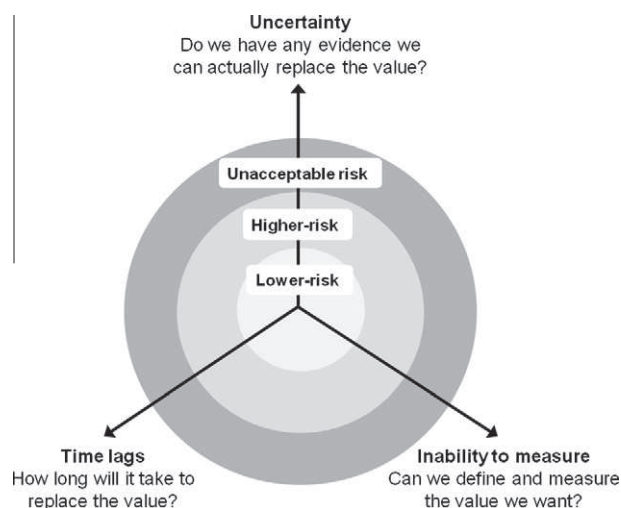 Uncertainty
Do we have any evidence we
can actually replace the value?
Unacceptable risk
Higher-risk
Lower-risk
Time lags
How long will it take to
replace the value?
Inability to measure
Can we define and measure
the value we want?